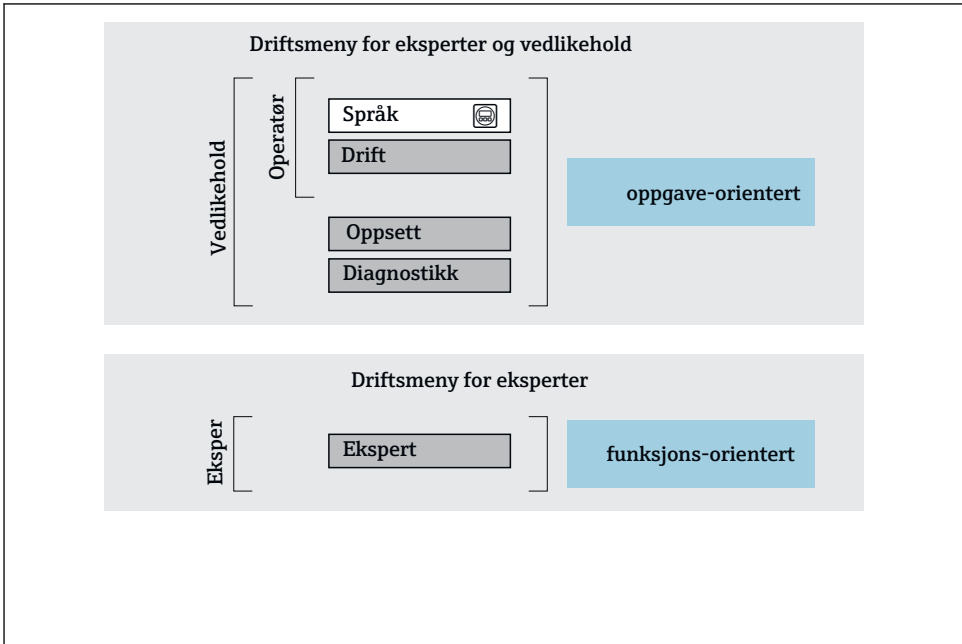 Driftsmeny for eksperter og vedlikehold
Vedlikehold
Operatør
Språk
Drift
Oppsett
Diagnostikk
oppgave-orientert
Driftsmeny for eksperter
Eksper
Ekspert
funksjons-orientert